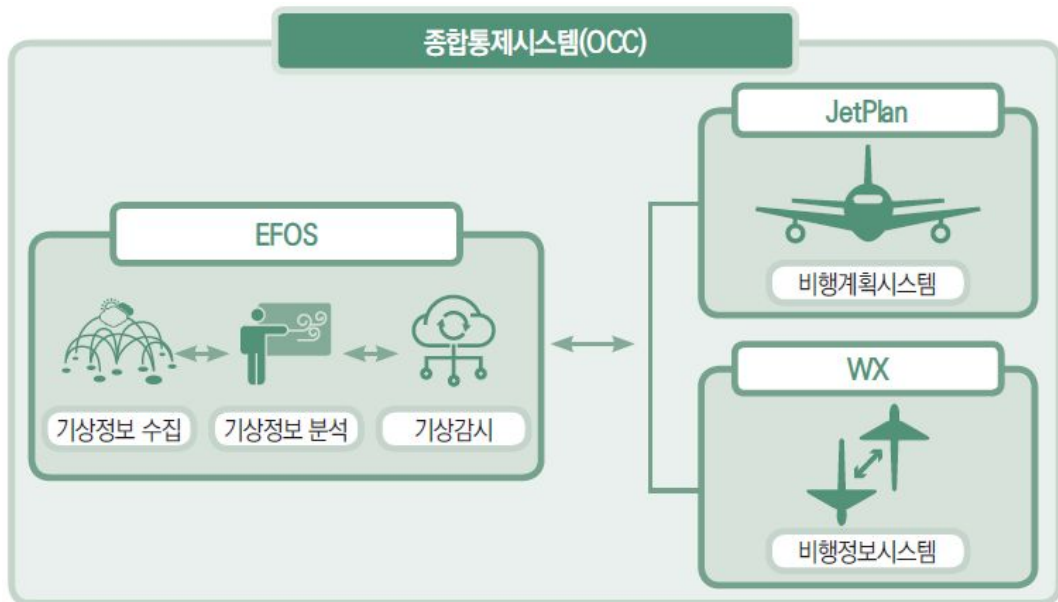 종합통제시스템(OCC)
EFOS
기상정보 수집
기상정보 분석
기상감시
JetPlan
비행계획시스템
WX
비행정보시스템